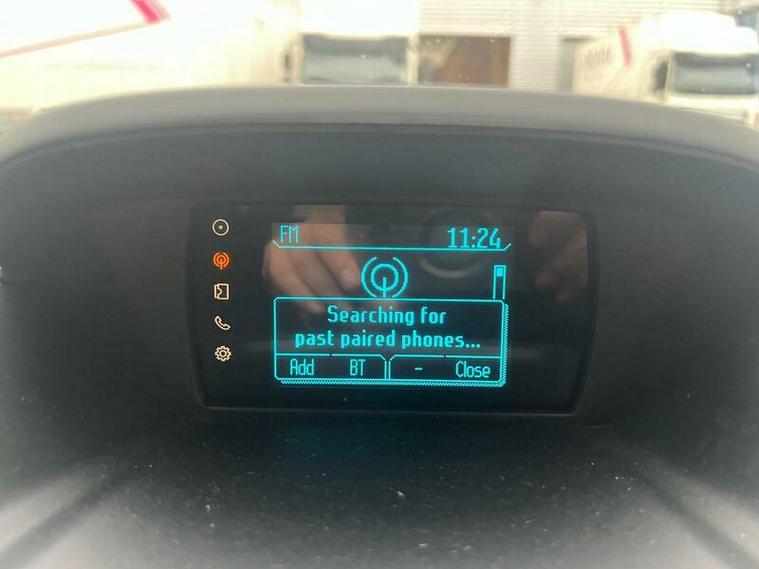 FM 11:24
Searching for
past paired phones...
Add BT - Close